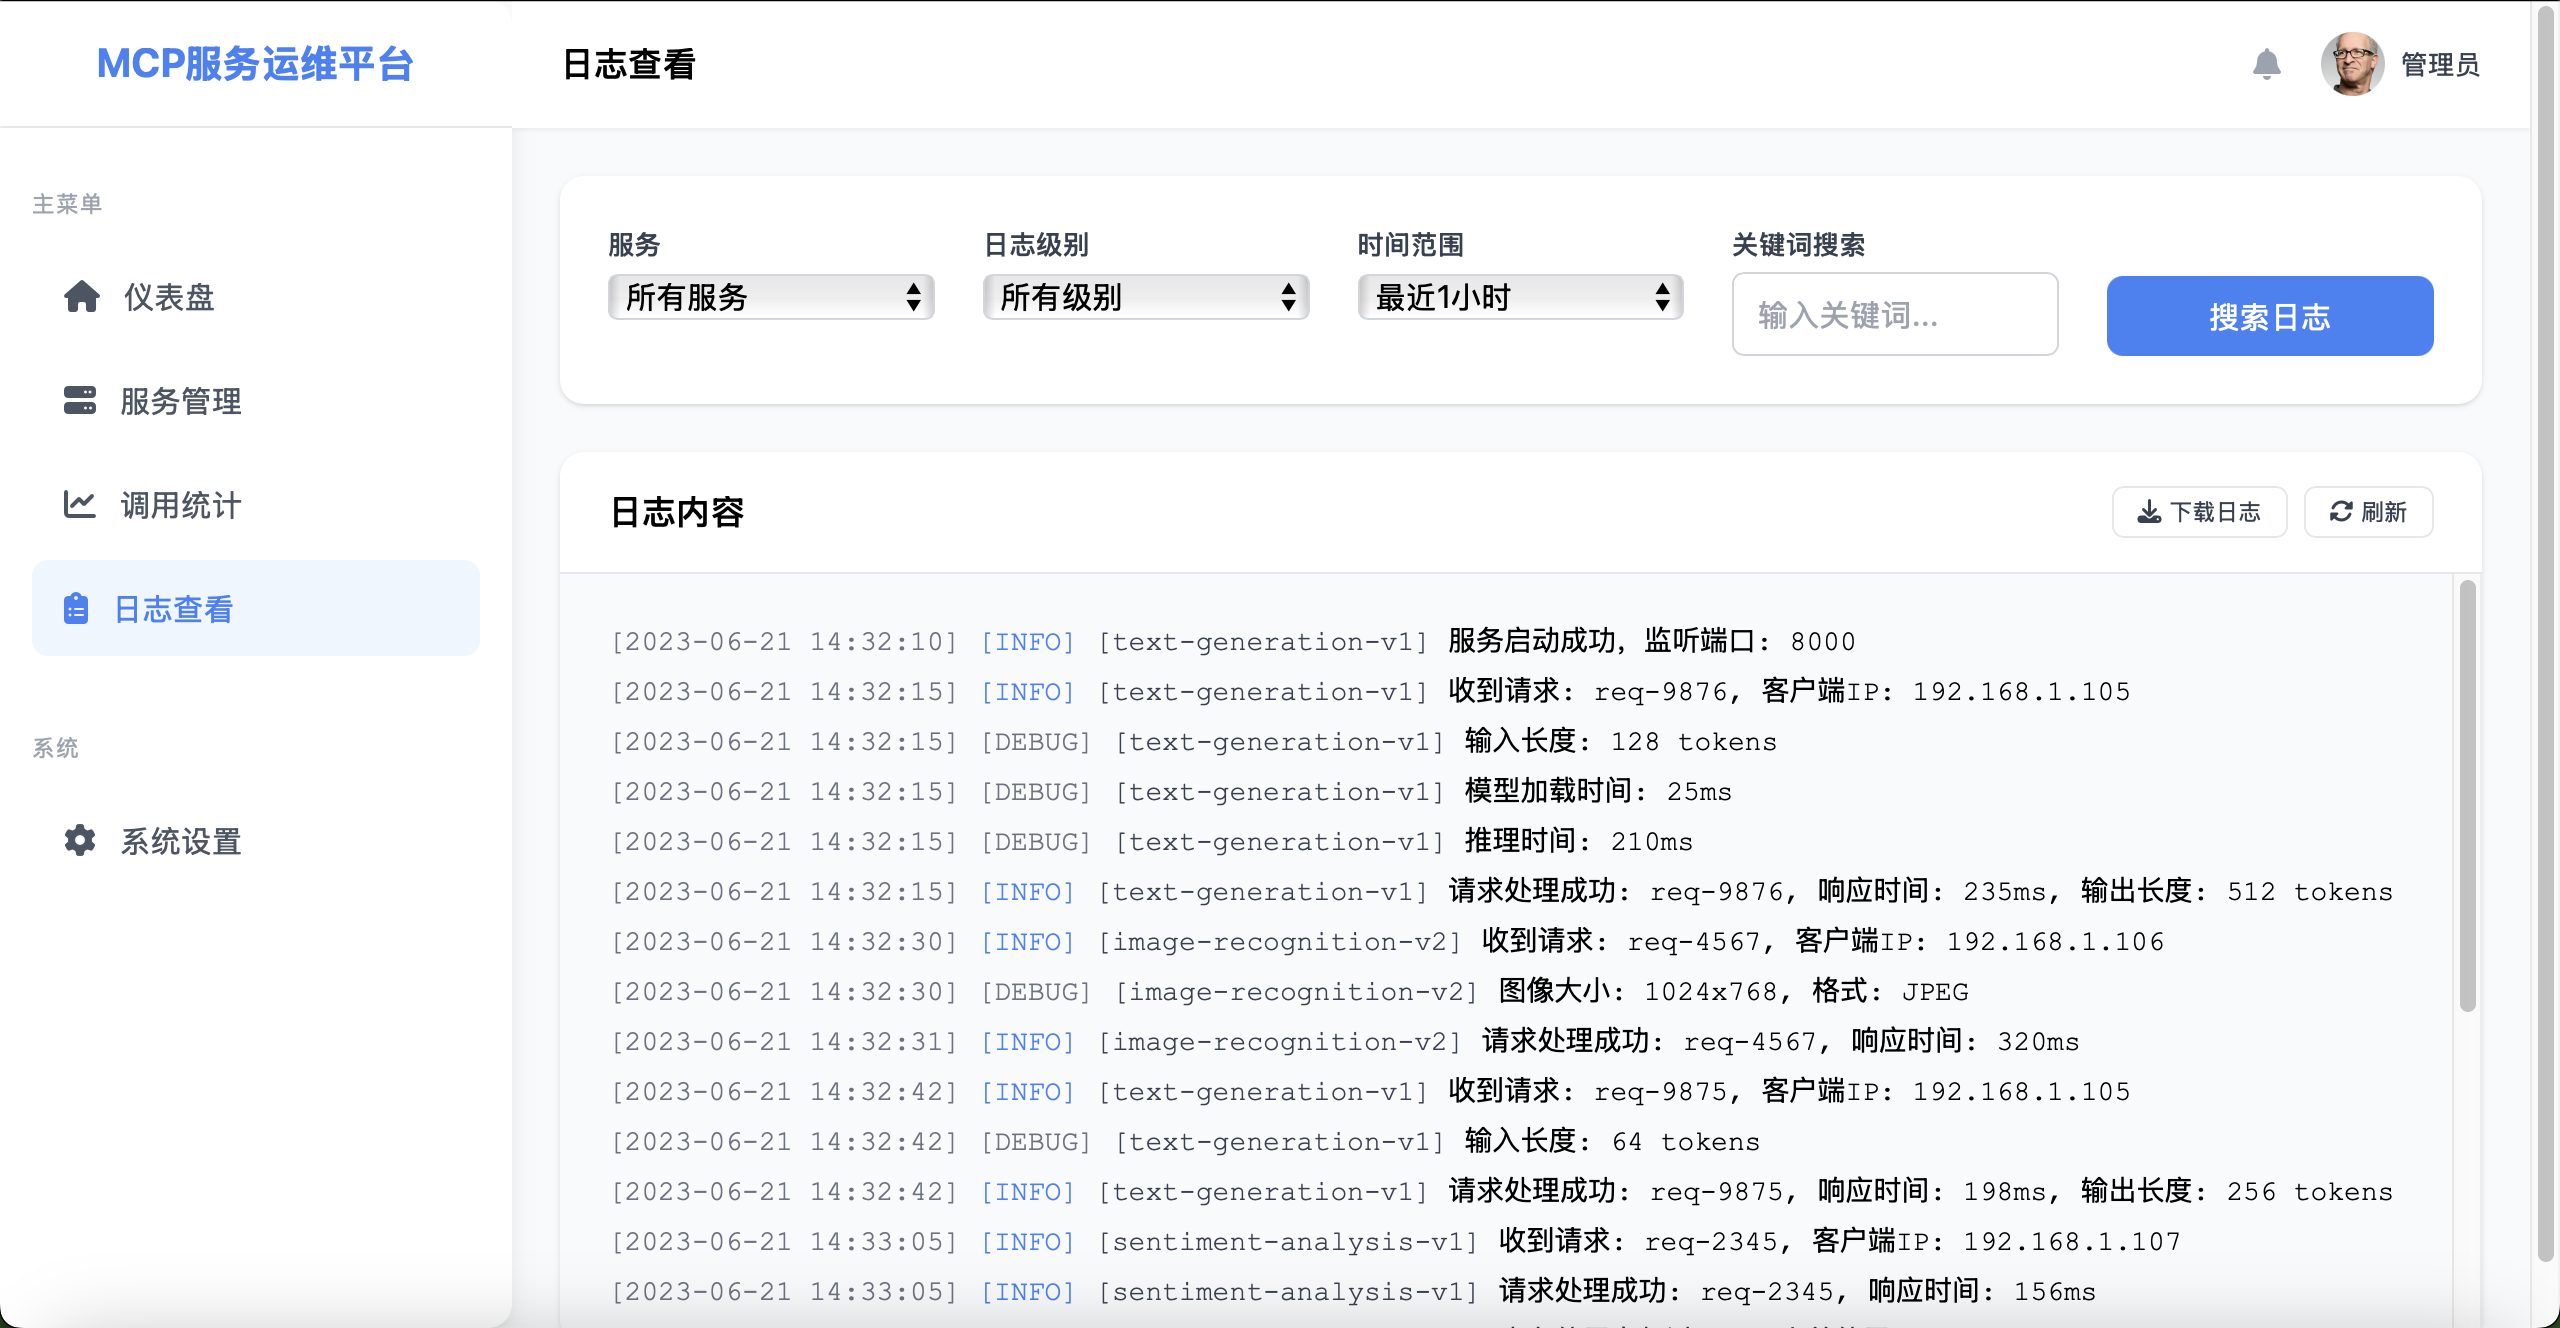 MCP服务运维平台
日志查看
管理员
主菜单
仪表盘
服务管理
调用统计
日志查看
系统
系统设置
服务
所有服务
日志级别
所有级别
时间范围
最近1小时
关键词搜索
输入关键词...
搜索日志
日志内容
下载日志
刷新
[2023-06-21 14:32:10] [INFO] [text-generation-v1] 服务启动成功, 监听端口: 8000
[2023-06-21 14:32:15] [INFO] [text-generation-v1] 收到请求: req-9876, 客户端IP: 192.168.1.105
[2023-06-21 14:32:15] [DEBUG] [text-generation-v1] 输入长度: 128 tokens
[2023-06-21 14:32:15] [DEBUG] [text-generation-v1] 模型加载时间: 25ms
[2023-06-21 14:32:15] [DEBUG] [text-generation-v1] 推理时间: 210ms
[2023-06-21 14:32:15] [INFO] [text-generation-v1] 请求处理成功: req-9876, 响应时间: 235ms, 输出长度: 512 tokens
[2023-06-21 14:32:30] [INFO] [image-recognition-v2] 收到请求: req-4567, 客户端IP: 192.168.1.106
[2023-06-21 14:32:30] [DEBUG] [image-recognition-v2] 图像大小: 1024x768, 格式: JPEG
[2023-06-21 14:32:31] [INFO] [image-recognition-v2] 请求处理成功: req-4567, 响应时间: 320ms
[2023-06-21 14:32:42] [INFO] [text-generation-v1] 收到请求: req-9875, 客户端IP: 192.168.1.105
[2023-06-21 14:32:42] [DEBUG] [text-generation-v1] 输入长度: 64 tokens
[2023-06-21 14:32:42] [INFO] [text-generation-v1] 请求处理成功: req-9875, 响应时间: 198ms, 输出长度: 256 tokens
[2023-06-21 14:33:05] [INFO] [sentiment-analysis-v1] 收到请求: req-2345, 客户端IP: 192.168.1.107
[2023-06-21 14:33:05] [INFO] [sentiment-analysis-v1] 请求处理成功: req-2345, 响应时间: 156ms